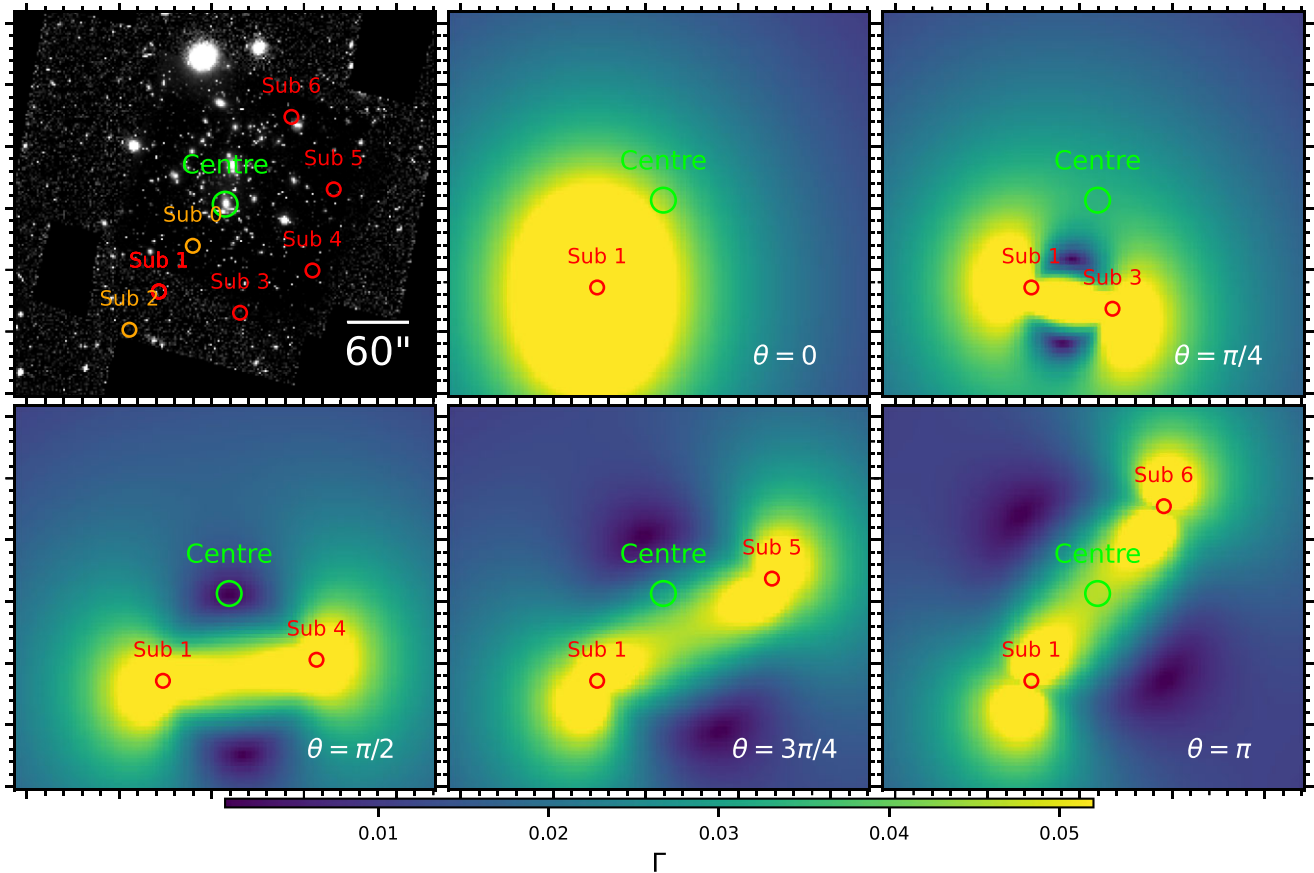 Sub 6
Sub 5
Centre
Sub 0
Sub 4
Sub 1
Sub 3
Sub 2
60"
Centre
Sub 1
θ = 0
Centre
Sub 1
Sub 3
θ = π/4
Centre
Sub 4
Sub 1
θ = π/2
Centre
Sub 5
Sub 1
θ = 3π/4
Sub 6
Centre
Sub 1
θ = π
0.01 0.02 0.03 0.04 0.05
Γ